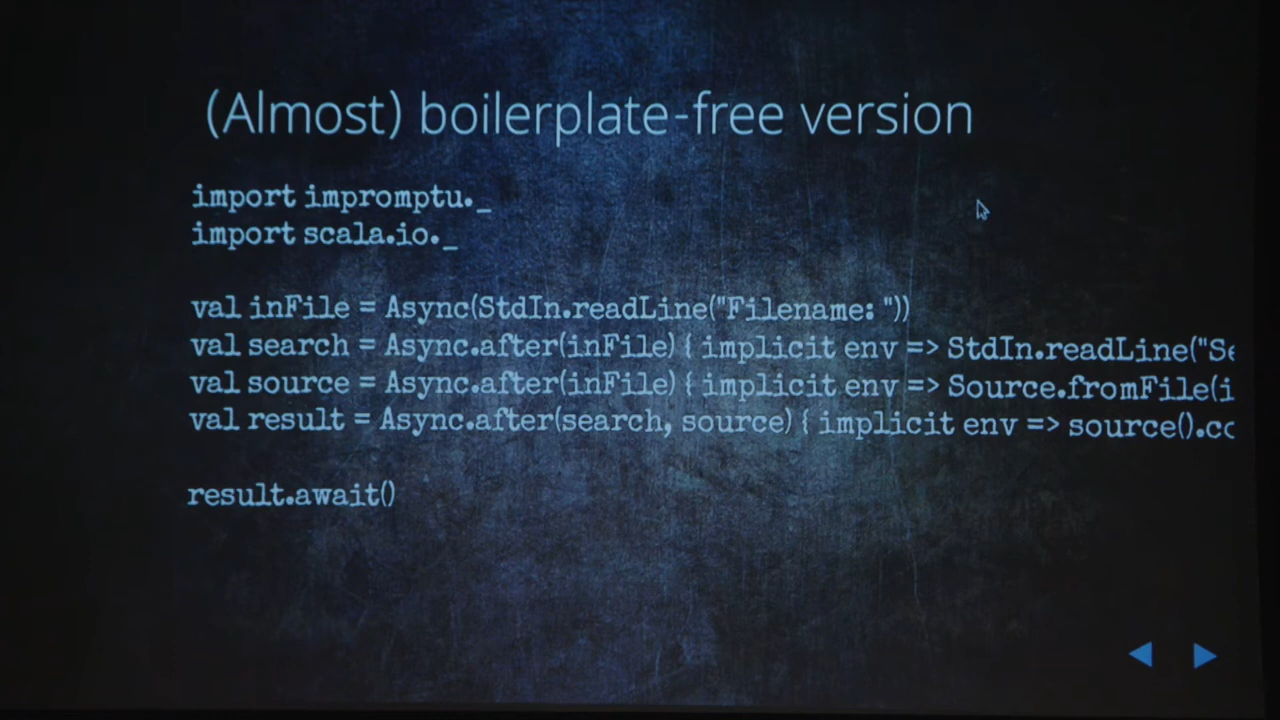 (Almost) boilerplate-free version
import impromptu._
import scala.io._
val inFile = Async(StdIn.readLine("Filename: "))
val search = Async.after(inFile) { implicit env => StdIn.readLine("Se
val source = Async.after(inFile) { implicit env => Source.fromFile(i
val result = Async.after(search, source) { implicit env => source().co
result.await()